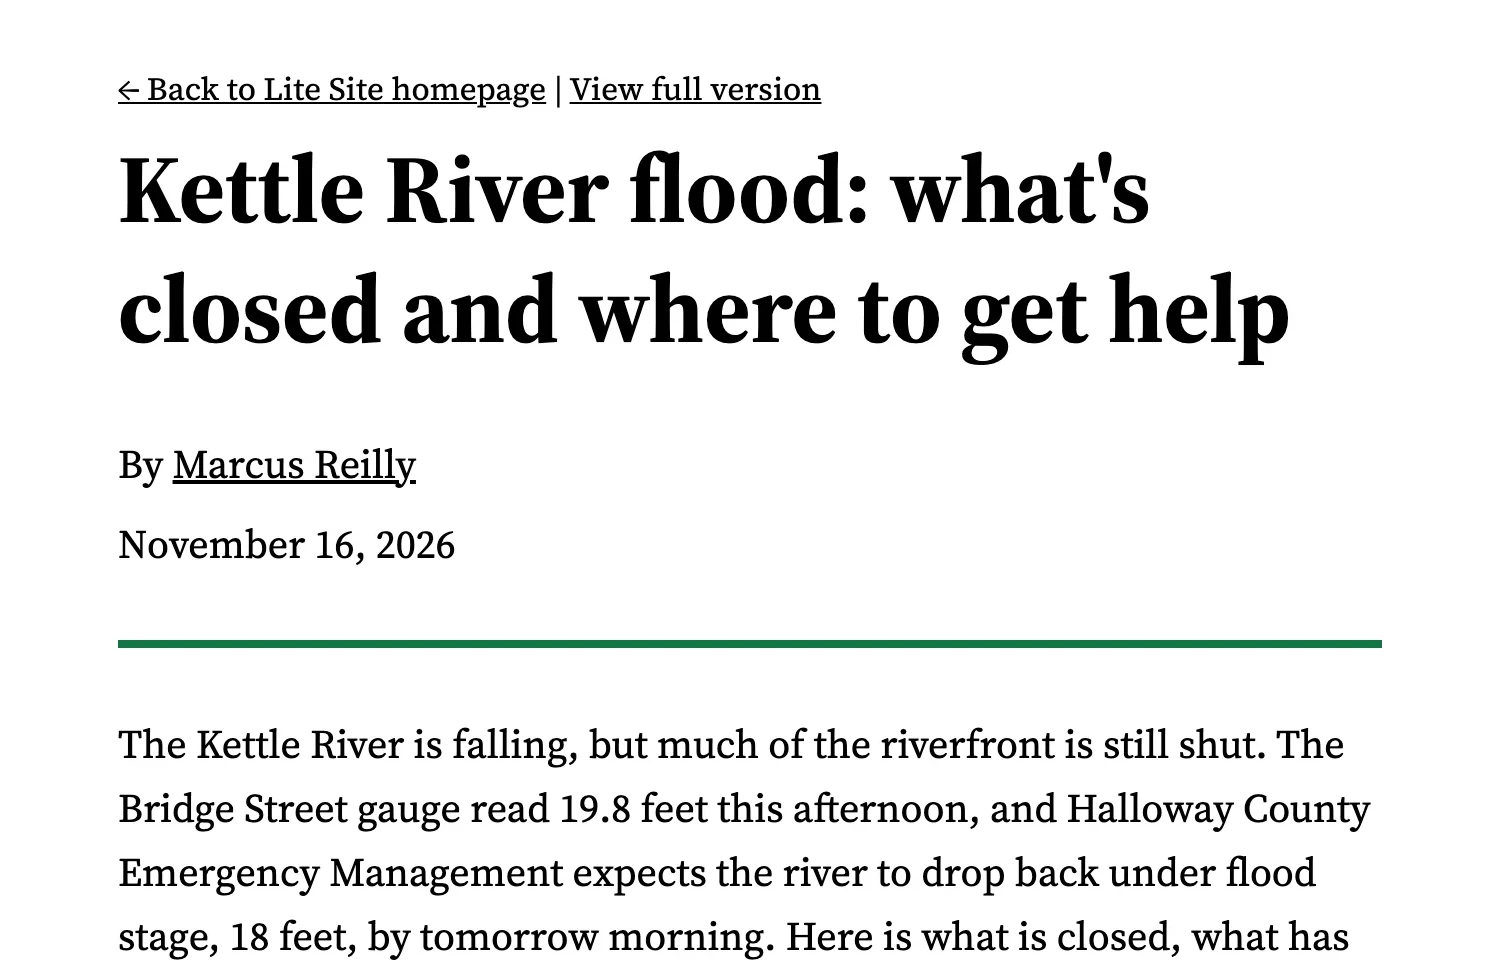 ← Back to Lite Site homepage | View full version
Kettle River flood: what's
closed and where to get help
By Marcus Reilly
November 16, 2026
The Kettle River is falling, but much of the riverfront is still shut. The
Bridge Street gauge read 19.8 feet this afternoon, and Halloway County
Emergency Management expects the river to drop back under flood
stage, 18 feet, by tomorrow morning. Here is what is closed, what has